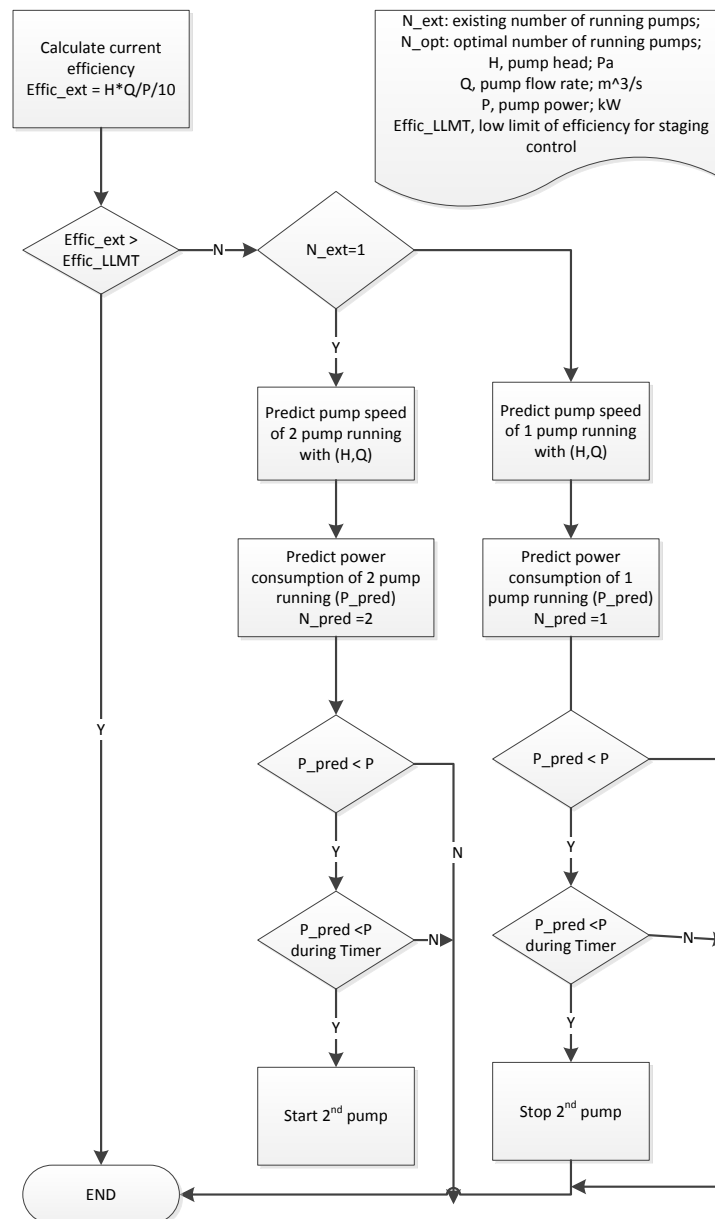 Calculate current
efficiency
Effic_ext = H*Q/P/10
N_ext: existing number of running pumps;
N_opt: optimal number of running pumps;
H, pump head; Pa
Q, pump flow rate; m^3/s
P, pump power; kW
Effic_LLMT, low limit of efficiency for staging
control
Effic_ext >
Effic_LLMT
N
N_ext=1
Y
Predict pump speed
of 2 pump running
with (H,Q)
Predict pump speed
of 1 pump running
with (H,Q)
Predict power
consumption of 2 pump
running (P_pred)
N_pred =2
Predict power
consumption of 1
pump running (P_pred)
N_pred =1
Y
P_pred < P
P_pred < P
N
Y
Y
P_pred <P
during Timer
N
P_pred <P
during Timer
N
Y
Y
Start 2nd pump
Stop 2nd pump
END